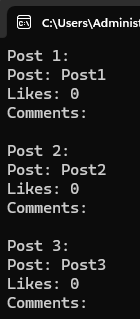 C:\Users\Adminis
Post 1:
Post: Post1
Likes: 0
Comments:
Post 2:
Post: Post2
Likes: 0
Comments:
Post 3:
Post: Post3
Likes: 0
Comments: